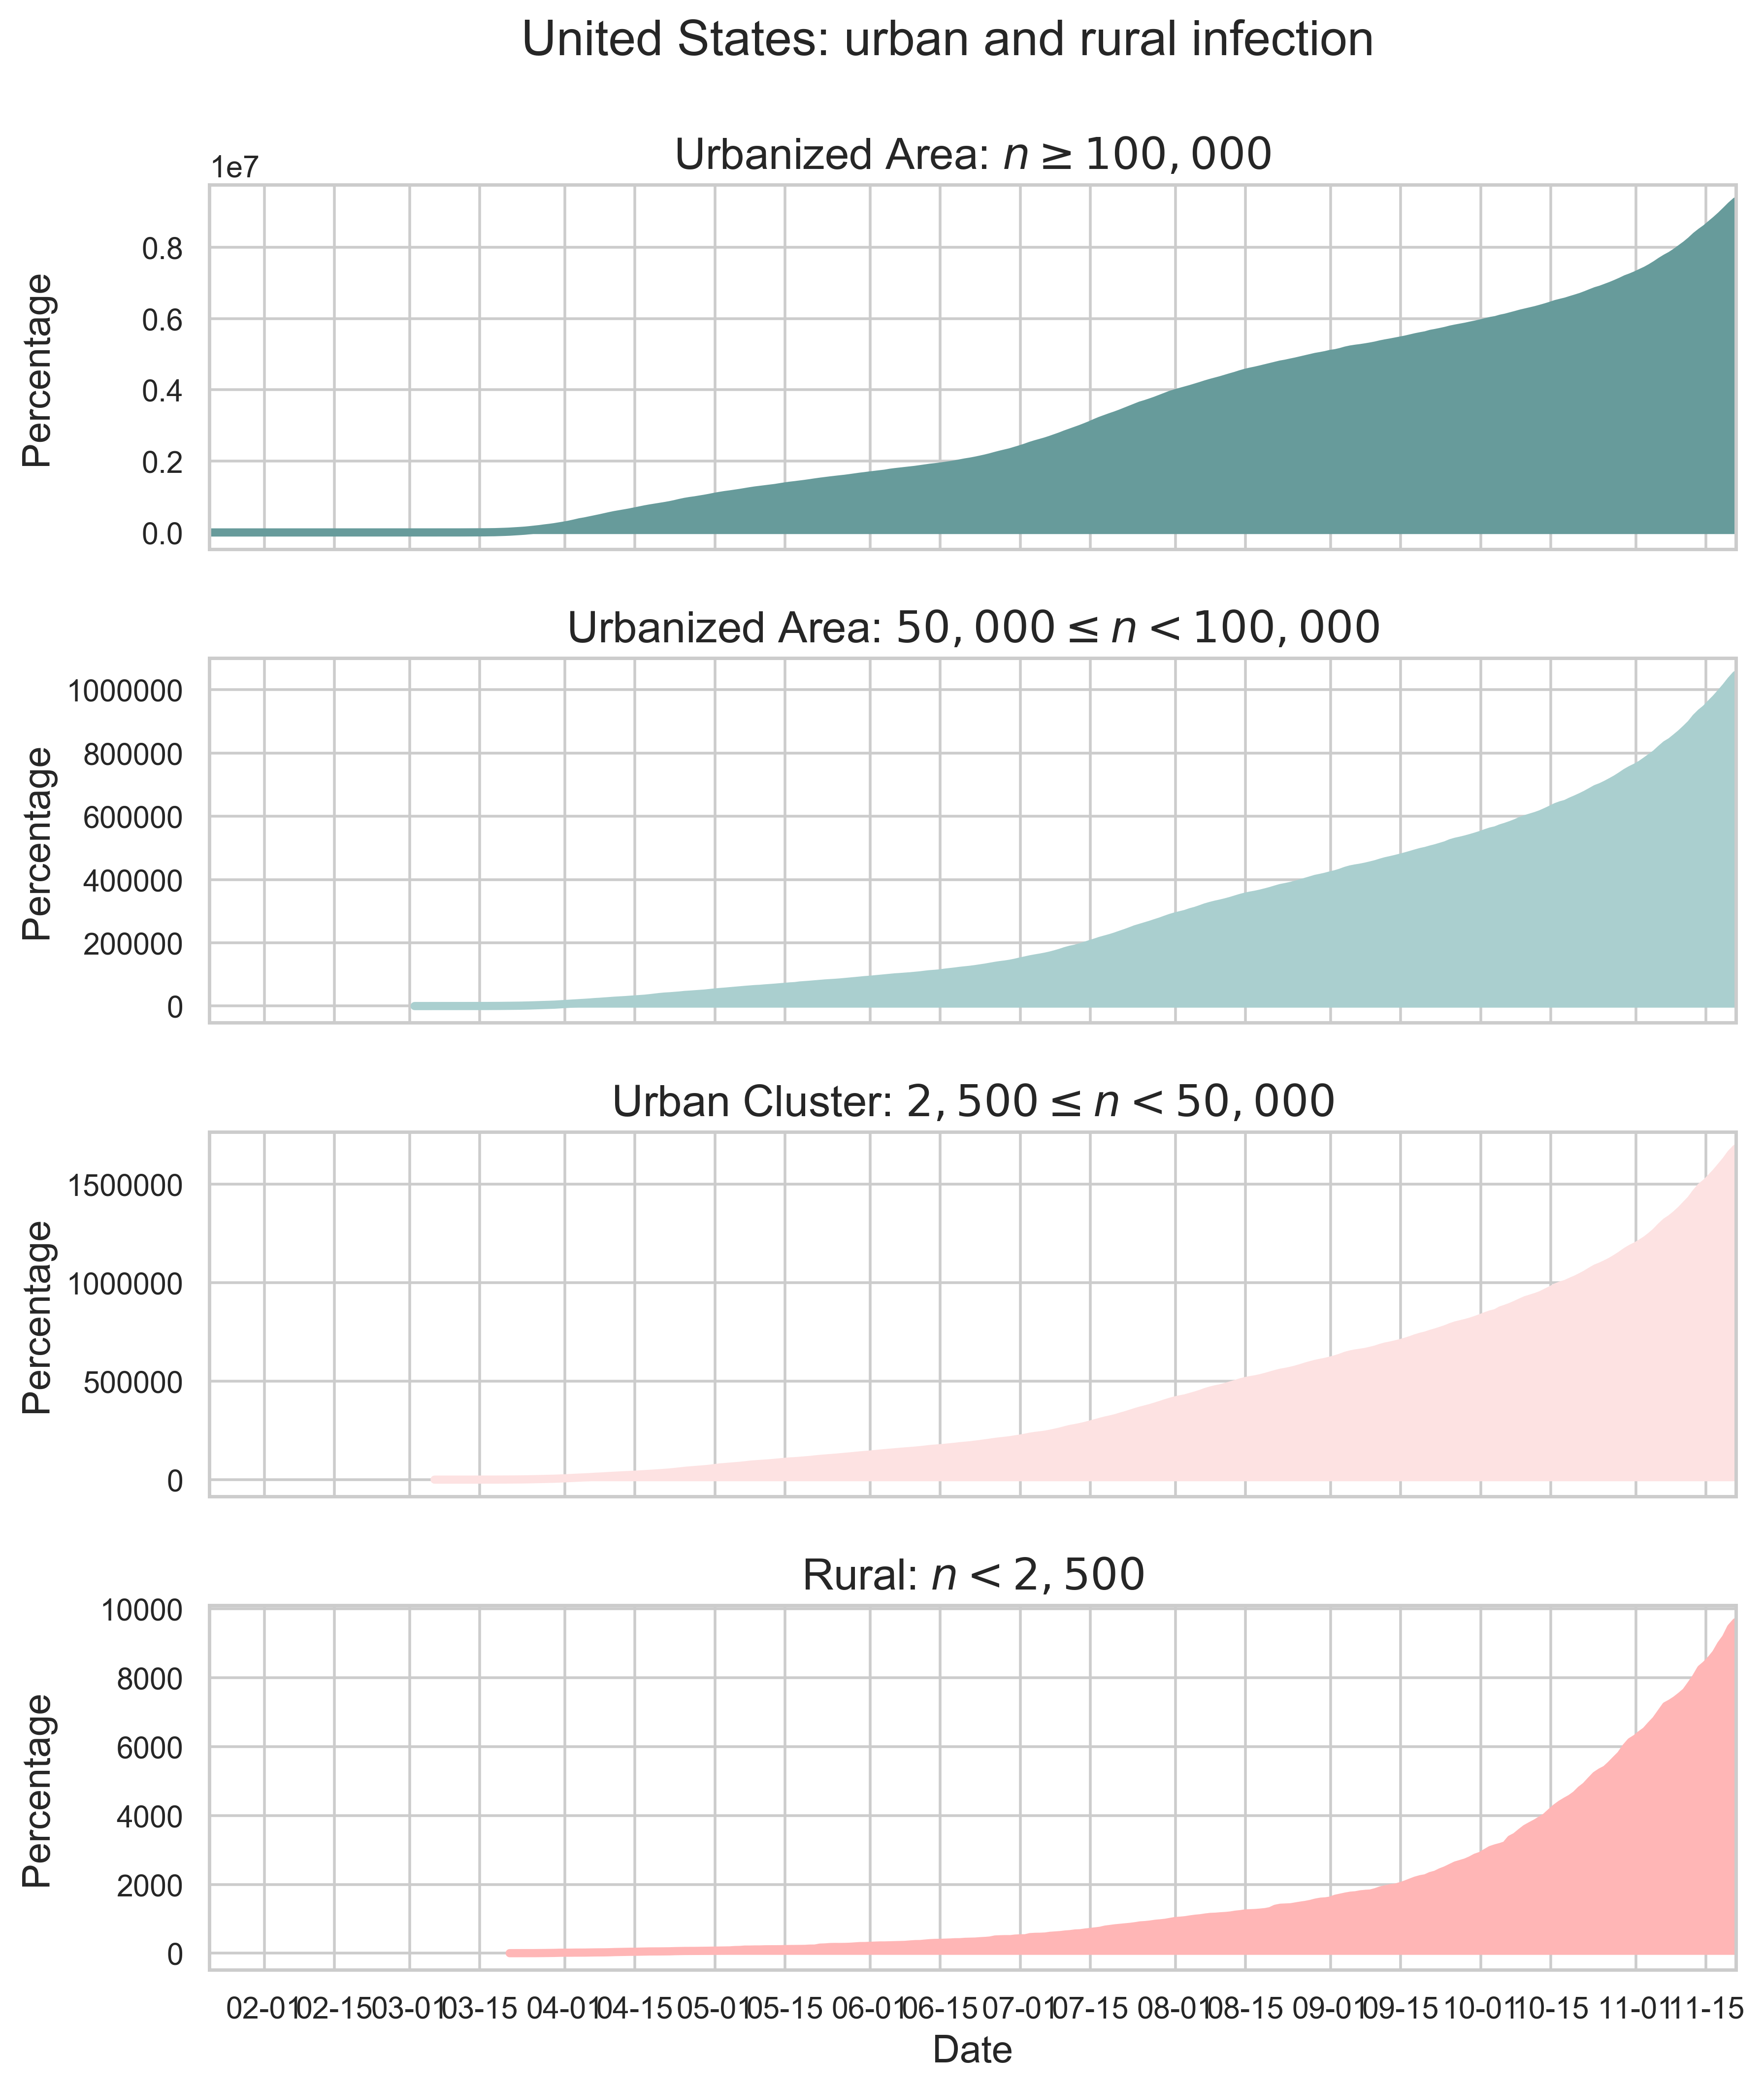 United States: urban and rural infection
Urbanized Area: n ≥ 100,000
1e7
Percentage
0.8
0.6
0.4
0.2
0.0
Urbanized Area: 50,000 ≤ n < 100,000
Percentage
1000000
800000
600000
400000
200000
0
Urban Cluster: 2,500 ≤ n < 50,000
Percentage
1500000
1000000
500000
0
Rural: n < 2,500
Percentage
10000
8000
6000
4000
2000
0
02-01 02-15 03-01 03-15 04-01 04-15 05-01 05-15 06-01 06-15 07-01 07-15 08-01 08-15 09-01 09-15 10-01 10-15 11-01 11-15
Date